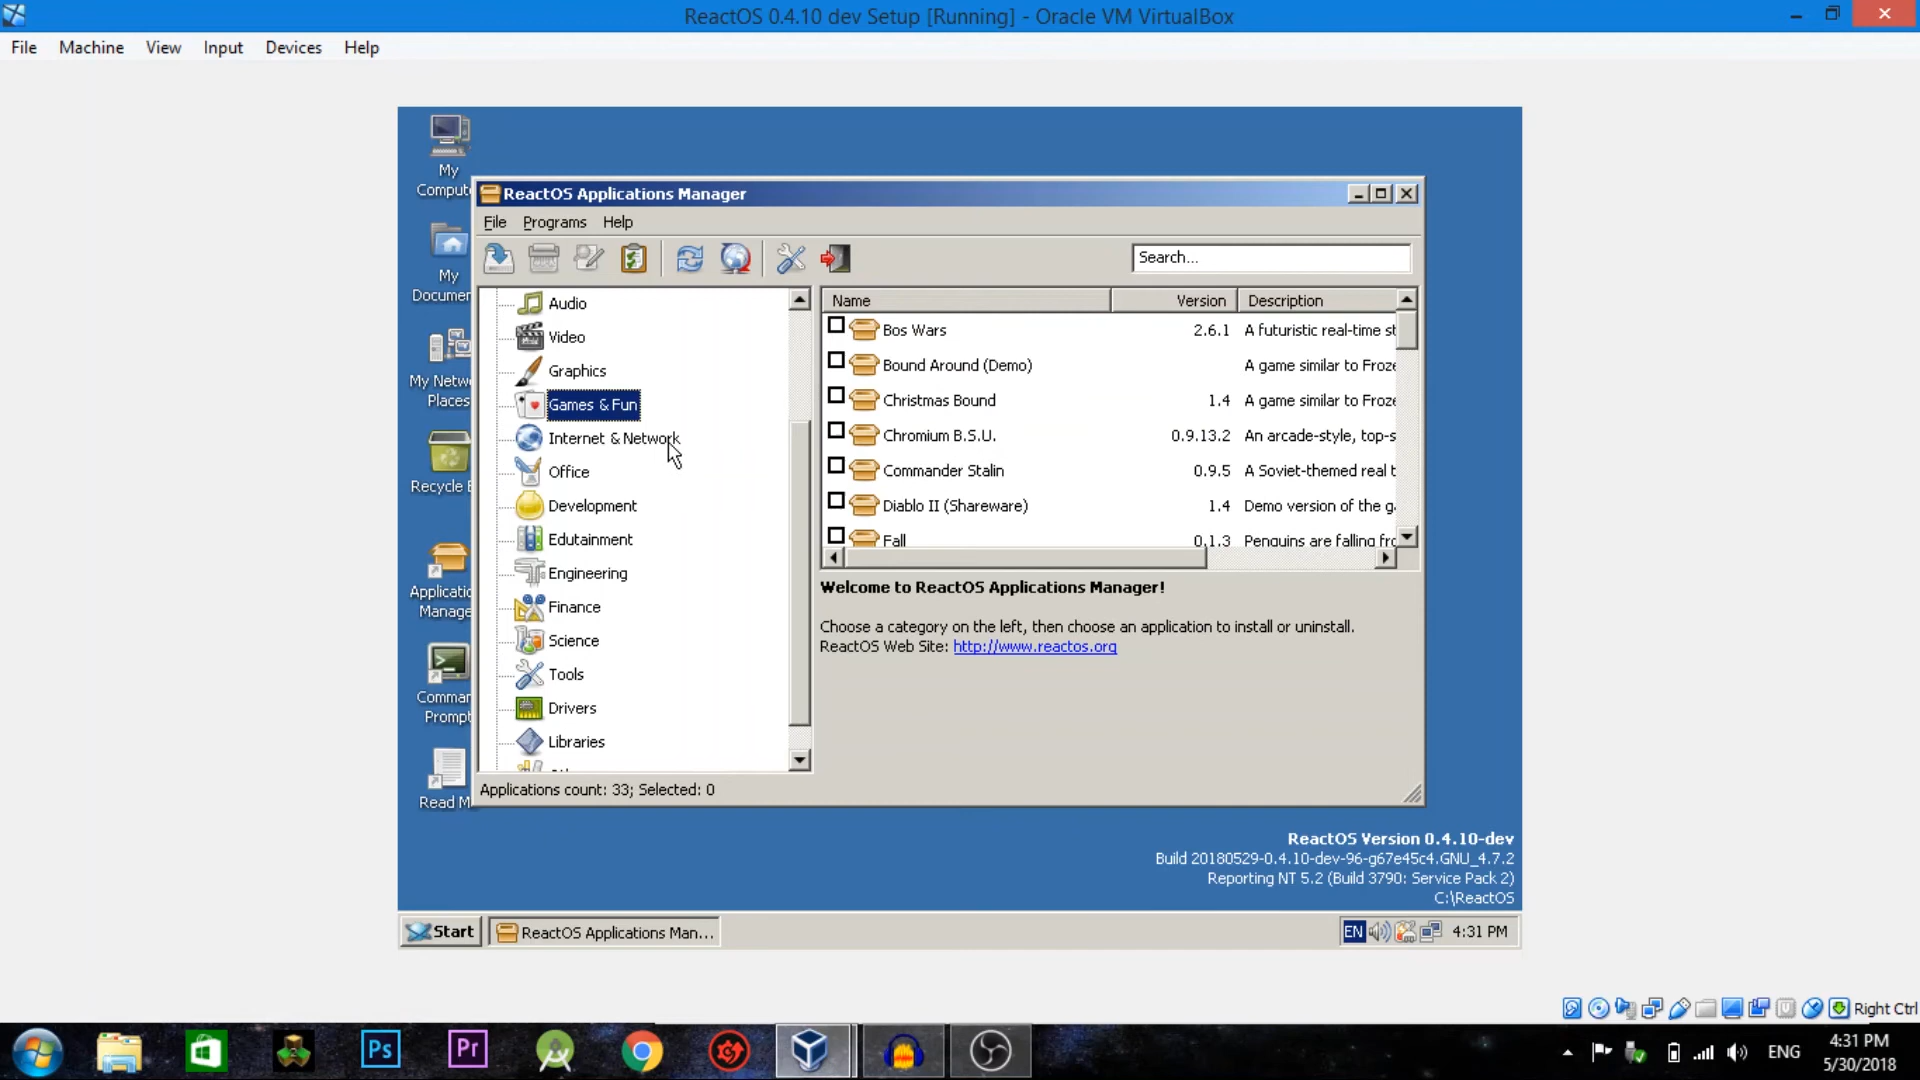 ReactOS 0.4.10 dev Setup [Running] - Oracle VM VirtualBox
File Machine View Input Devices Help
My
Compute
My
Documen
My Netw
Places
Recycle B
Applicatio
Manage
Comman
Prompt
Read M
ReactOS Applications Manager
File Programs Help
Search...
Audio
Video
Graphics
Games & Fun
Internet & Network
Office
Development
Edutainment
Engineering
Finance
Science
Tools
Drivers
Libraries
Name Version Description
Bos Wars 2.6.1 A futuristic real-time st
Bound Around (Demo) A game similar to Froze
Christmas Bound 1.4 A game similar to Froze
Chromium B.S.U. 0.9.13.2 An arcade-style, top-s
Commander Stalin 0.9.5 A Soviet-themed real t
Diablo II (Shareware) 1.4 Demo version of the ga
Fall 0.1.3 Penguins are falling fro
Welcome to ReactOS Applications Manager!
Choose a category on the left, then choose an application to install or uninstall.
ReactOS Web Site: http://www.reactos.org
Applications count: 33; Selected: 0
ReactOS Version 0.4.10-dev
Build 20180529-0.4.10-dev-96-g67e45c4.GNU_4.7.2
Reporting NT 5.2 (Build 3790: Service Pack 2)
C:\ReactOS
Start ReactOS Applications Man... EN 4:31 PM
Right Ctrl
Ps Pr ENG 4:31 PM
5/30/2018